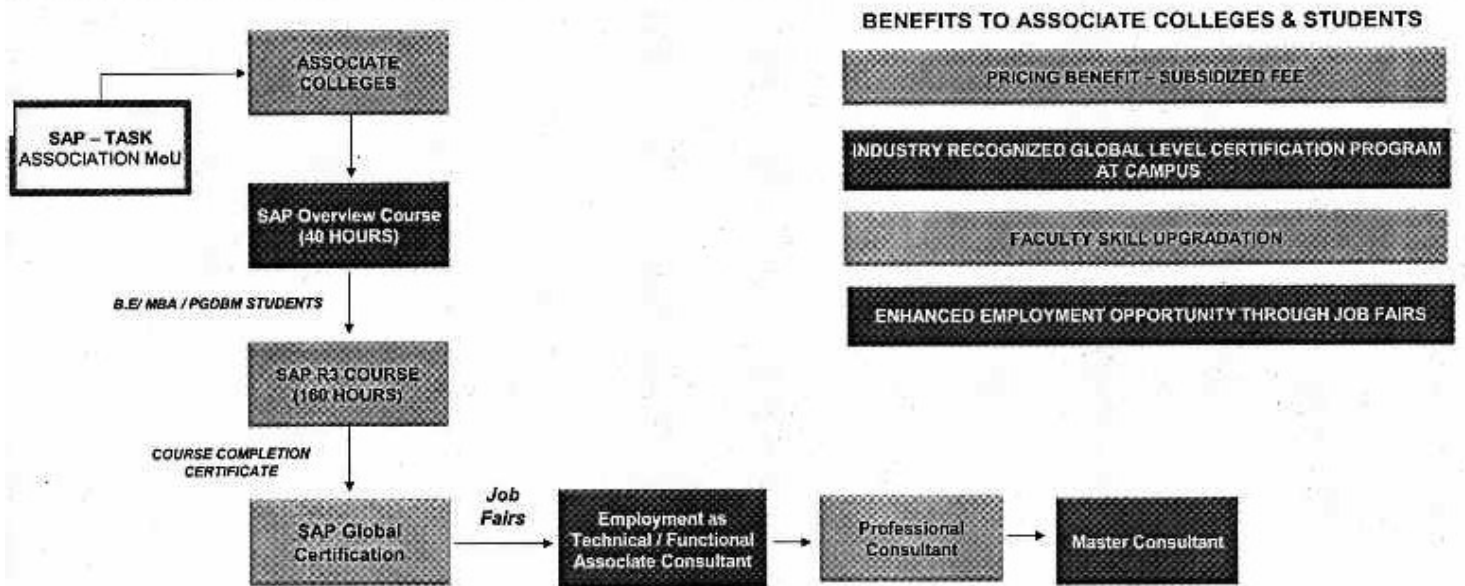 BENEFITS TO ASSOCIATE COLLEGES & STUDENTS
ASSOCIATE
COLLEGES
PRICING BENEFIT – SUBSIDIZED FEE
SAP – TASK
ASSOCIATION MoU
INDUSTRY RECOGNIZED GLOBAL LEVEL CERTIFICATION PROGRAM
AT CAMPUS
SAP Overview Course
(40 HOURS)
FACULTY SKILL UPGRADATION
B.E/ MBA / PGDBM STUDENTS
ENHANCED EMPLOYMENT OPPORTUNITY THROUGH JOB FAIRS
SAP R3 COURSE
(160 HOURS)
COURSE COMPLETION
CERTIFICATE
Job
Fairs
SAP Global
Certification
Employment as
Technical / Functional
Associate Consultant
Professional
Consultant
Master Consultant